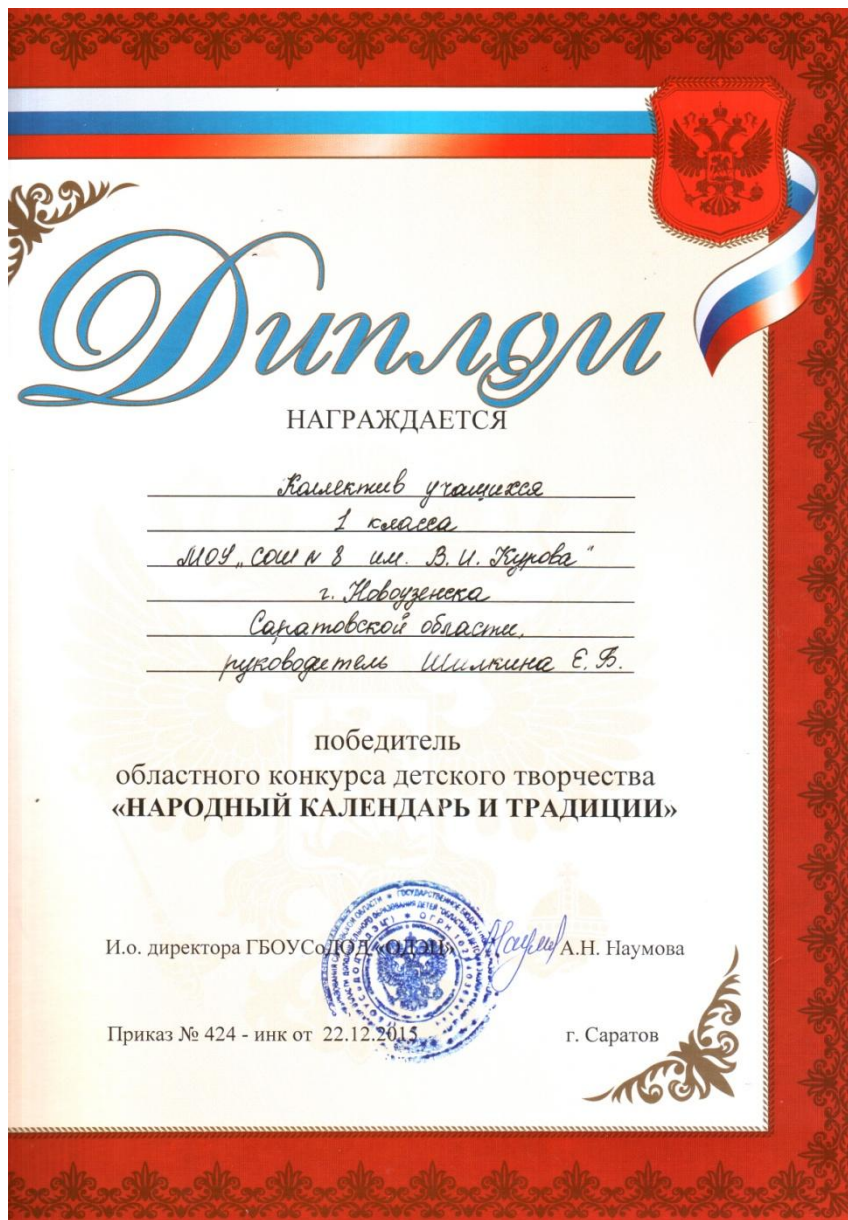 Диплом
НАГРАЖДАЕТСЯ
Коллектив учащихся
1 класса
МОУ „СОШ № 8 им. В. И. Курова"
г. Новоузенска
Саратовской области,
руководитель Шилкина Е. В.
победитель
областного конкурса детского творчества
«НАРОДНЫЙ КАЛЕНДАРЬ И ТРАДИЦИИ»
И.о. директора ГБОУСоДОД «ОДЭЦ» А.Н. Наумова
Приказ № 424 - инк от 22.12.2015 г. Саратов